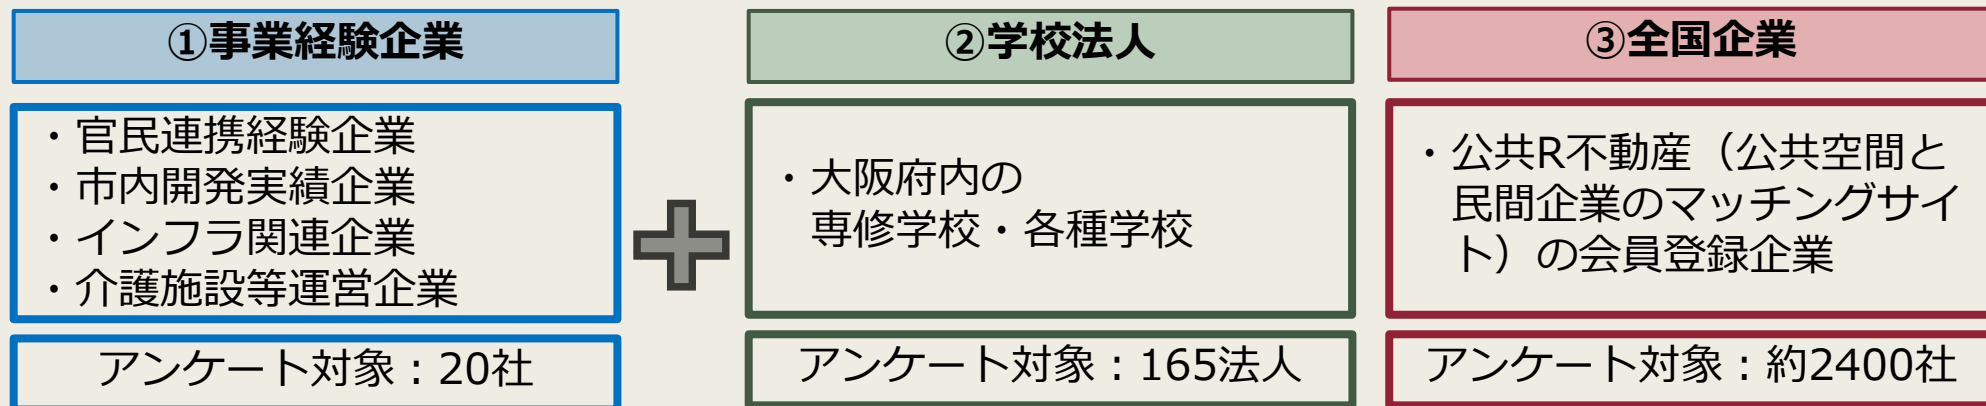 ①事業経験企業
・官民連携経験企業
・市内開発実績企業
・インフラ関連企業
・介護施設等運営企業
アンケート対象：20社
②学校法人
・大阪府内の
専修学校・各種学校
アンケート対象：165法人
③全国企業
・公共R不動産（公共空間と
民間企業のマッチングサイ
ト）の会員登録企業
アンケート対象：約2400社